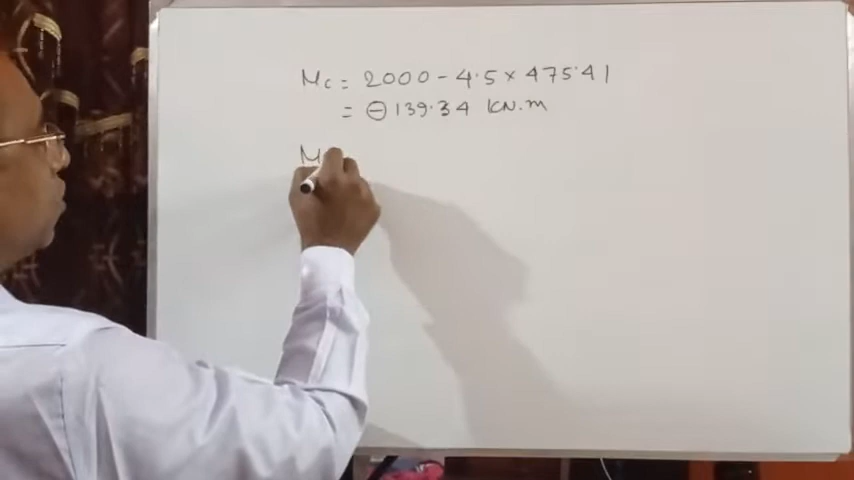 Mc = 2000 - 4.5 × 475.41
= ⊖ 139.34 KN.m
M